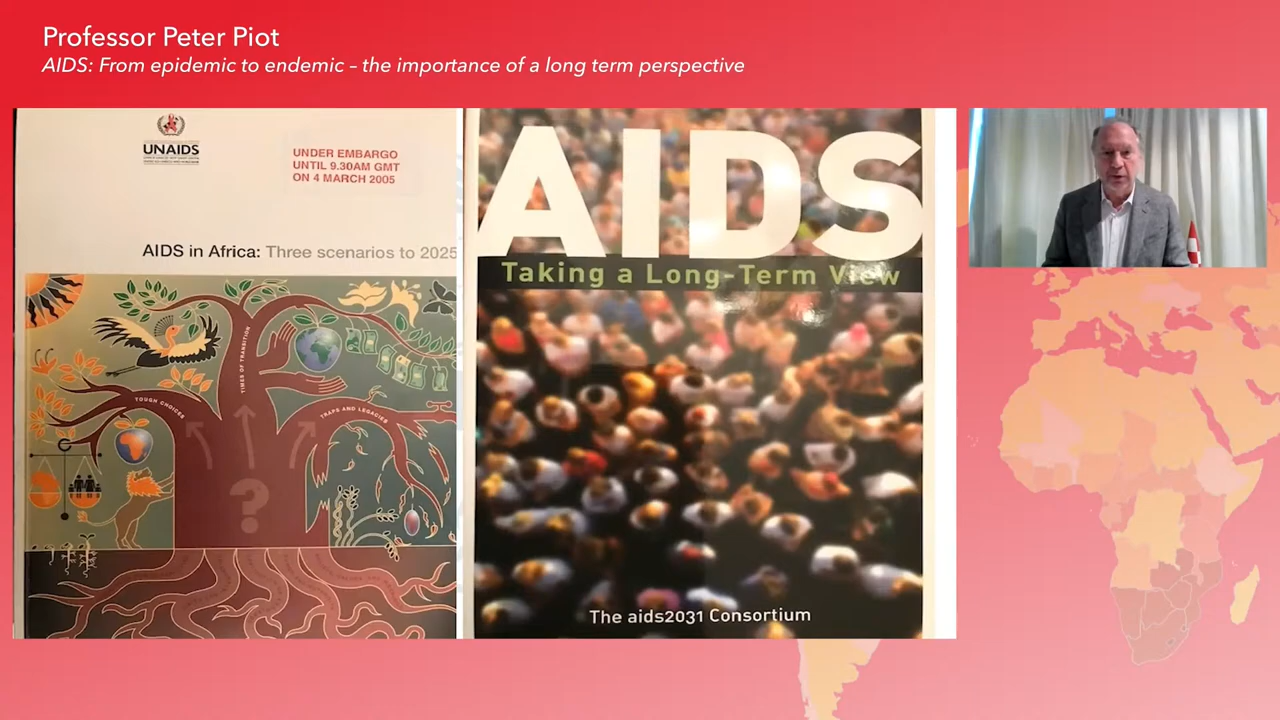 Professor Peter Piot
AIDS: From epidemic to endemic – the importance of a long term perspective
UNAIDS
UNDER EMBARGO
UNTIL 9.30AM GMT
ON 4 MARCH 2005
AIDS in Africa: Three scenarios to 2025
TOUGH CHOICES
TIMES OF TRANSITION
TRAPS AND LEGACIES
?
AIDS
Taking a Long-Term View
The aids2031 Consortium